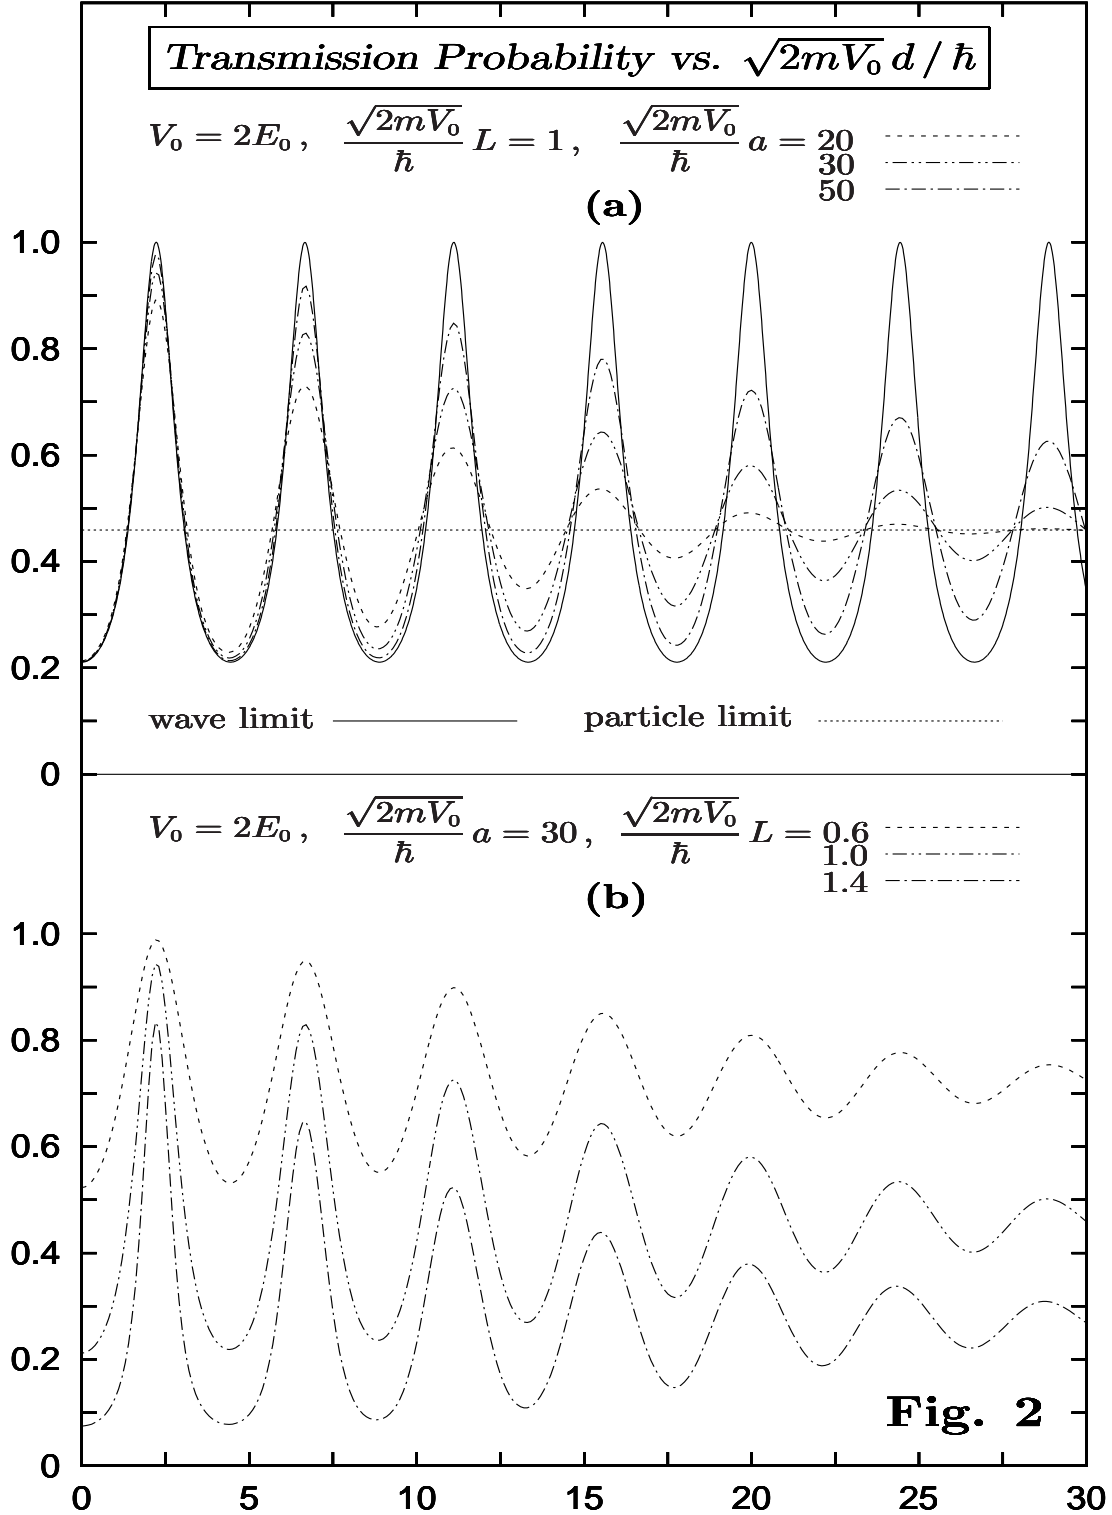 Transmission Probability vs. √2mV₀ d / ħ
V₀ = 2E₀ , √2mV₀/ħ L = 1 , √2mV₀/ħ a = 20
30
50
(a)
1.0
0.8
0.6
0.4
0.2
wave limit particle limit
0
V₀ = 2E₀ , √2mV₀/ħ a = 30 , √2mV₀/ħ L = 0.6
1.0
1.4
(b)
1.0
0.8
0.6
0.4
0.2
Fig. 2
0
0 5 10 15 20 25 30